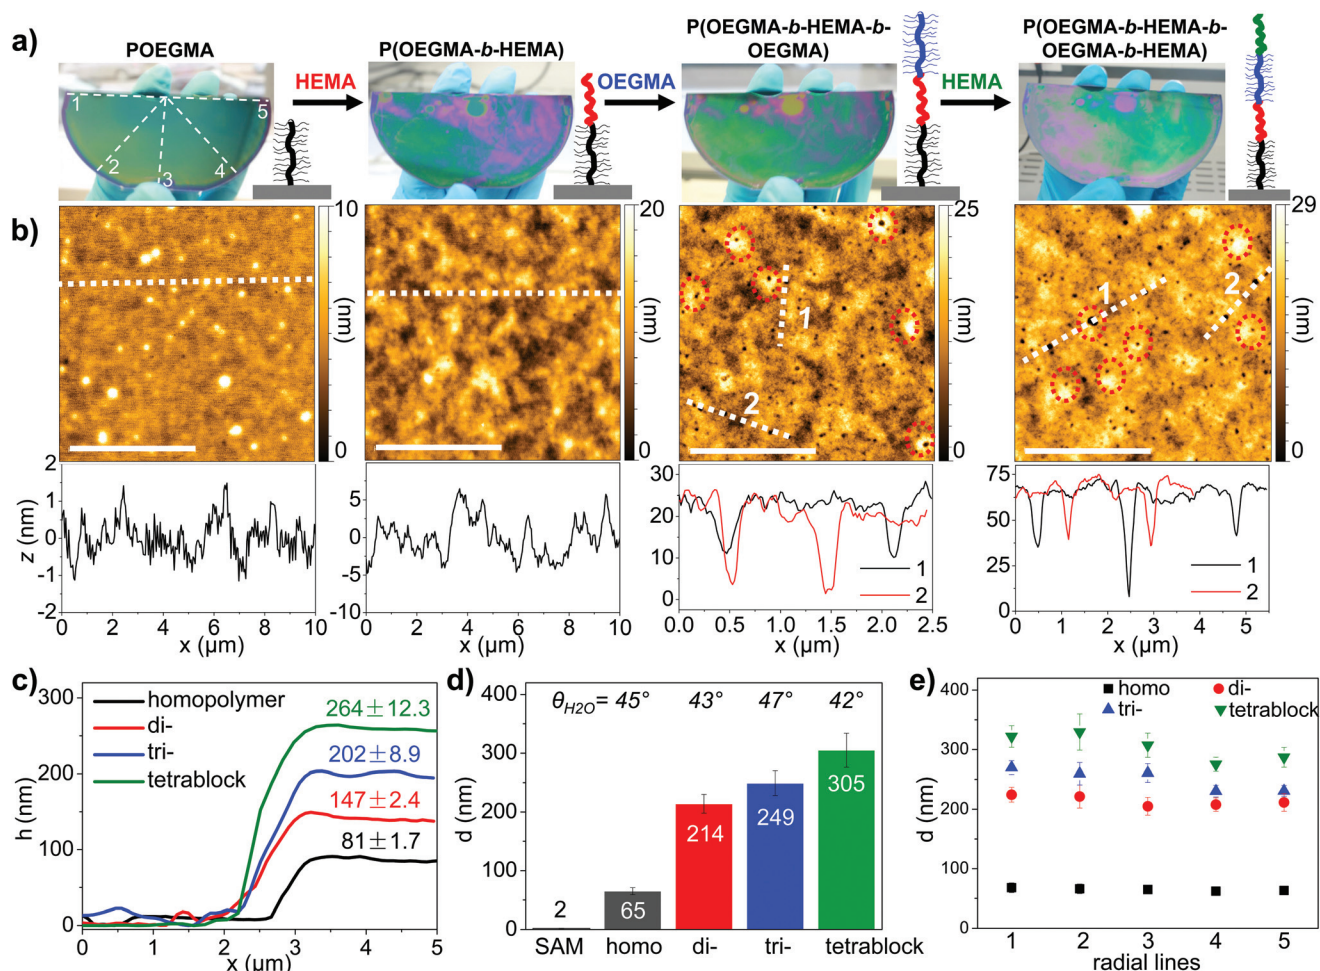 a)
POEGMA
P(OEGMA-b-HEMA)
P(OEGMA-b-HEMA-b-
OEGMA)
P(OEGMA-b-HEMA-b-
OEGMA-b-HEMA)
HEMA
OEGMA
HEMA
1
2
3
4
5
b)
10
(nm)
0
20
(nm)
0
1
2
25
(nm)
0
1
2
29
(nm)
0
z (nm)
2
1
0
-1
-2
0 2 4 6 8 10
x (µm)
10
5
0
-5
-10
0 2 4 6 8 10
x (µm)
30
20
10
0
1
2
0.0 0.5 1.0 1.5 2.0 2.5
x (µm)
75
50
25
0
1
2
0 1 2 3 4 5
x (µm)
c)
h (nm)
300
200
100
0
homopolymer
di-
tri-
tetrablock
264±12.3
202±8.9
147±2.4
81±1.7
0 1 2 3 4 5
x (µm)
d)
d (nm)
400
300
200
100
0
θH2O= 45° 43° 47° 42°
2
65
214
249
305
SAM homo di- tri- tetrablock
e)
d (nm)
400
300
200
100
0
homo di-
tri- tetrablock
1 2 3 4 5
radial lines